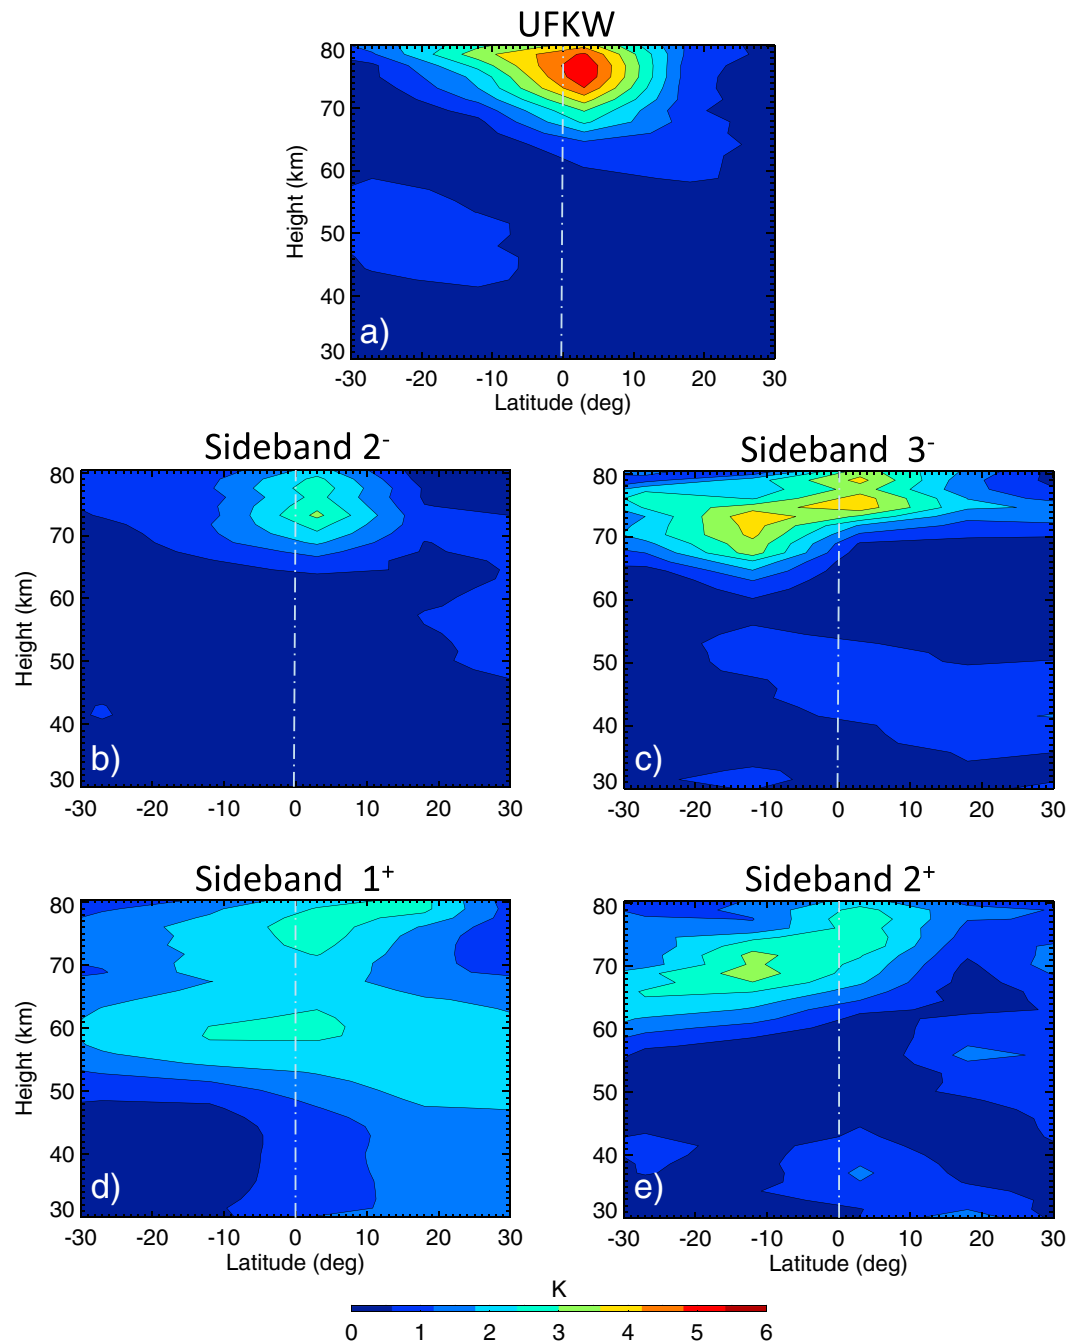 UFKW
80
70
60
50
40
30
Height (km)
a)
-30 -20 -10 0 10 20 30
Latitude (deg)
Sideband 2-
80
70
60
50
40
30
Height (km)
b)
-30 -20 -10 0 10 20 30
Sideband 3-
80
70
60
50
40
30
c)
-30 -20 -10 0 10 20 30
Sideband 1+
80
70
60
50
40
30
Height (km)
d)
-30 -20 -10 0 10 20 30
Latitude (deg)
Sideband 2+
80
70
60
50
40
30
e)
-30 -20 -10 0 10 20 30
Latitude (deg)
K
0 1 2 3 4 5 6